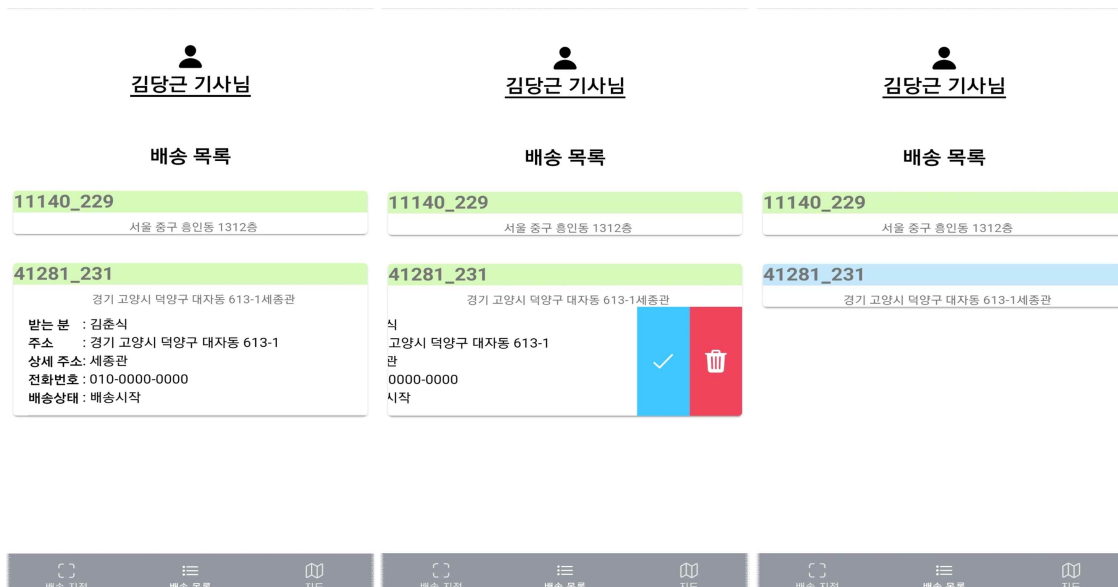 김당근 기사님
배송 목록
11140_229
서울 중구 흥인동 1312층
41281_231
경기 고양시 덕양구 대자동 613-1세종관
받는 분 : 김춘식
주소 : 경기 고양시 덕양구 대자동 613-1
상세 주소 : 세종관
전화번호 : 010-0000-0000
배송상태 : 배송시작
배송 목록
지도
김당근 기사님
배송 목록
11140_229
서울 중구 흥인동 1312층
41281_231
경기 고양시 덕양구 대자동 613-1세종관
식
고양시 덕양구 대자동 613-1
관
0000-0000
시작
배송 목록
지도
김당근 기사님
배송 목록
11140_229
서울 중구 흥인동 1312층
41281_231
경기 고양시 덕양구 대자동 613-1세종관
배송 목록
지도